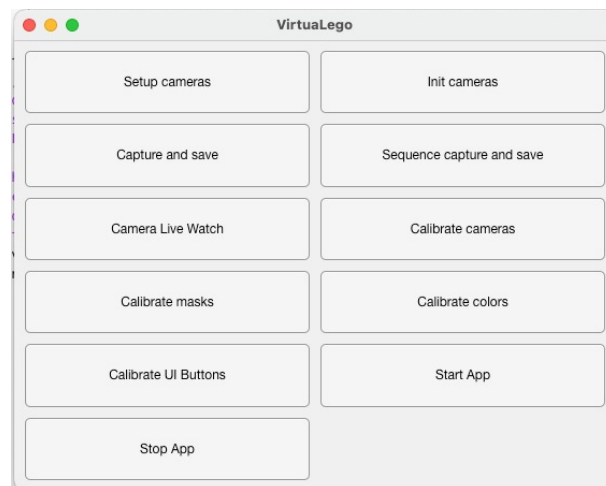 VirtuaLego
Setup cameras
Init cameras
Capture and save
Sequence capture and save
Camera Live Watch
Calibrate cameras
Calibrate masks
Calibrate colors
Calibrate UI Buttons
Start App
Stop App